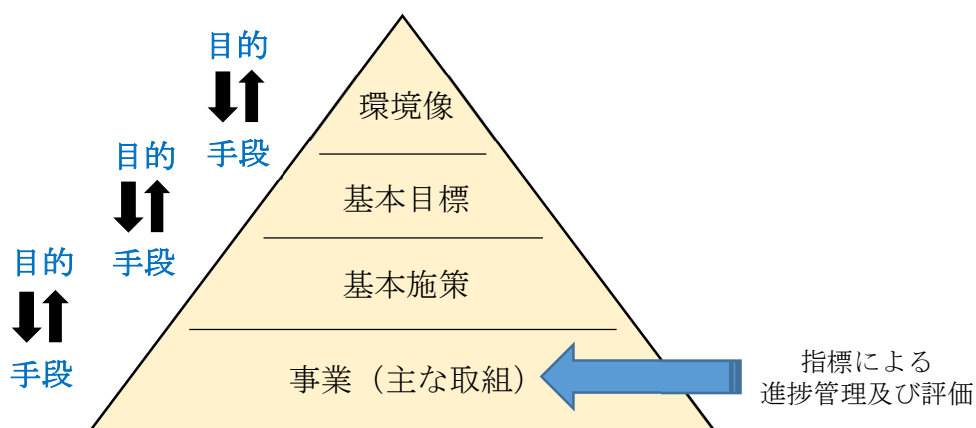 目的
環境像
手段
目的
基本目標
手段
目的
基本施策
手段
事業（主な取組）
指標による
進捗管理及び評価